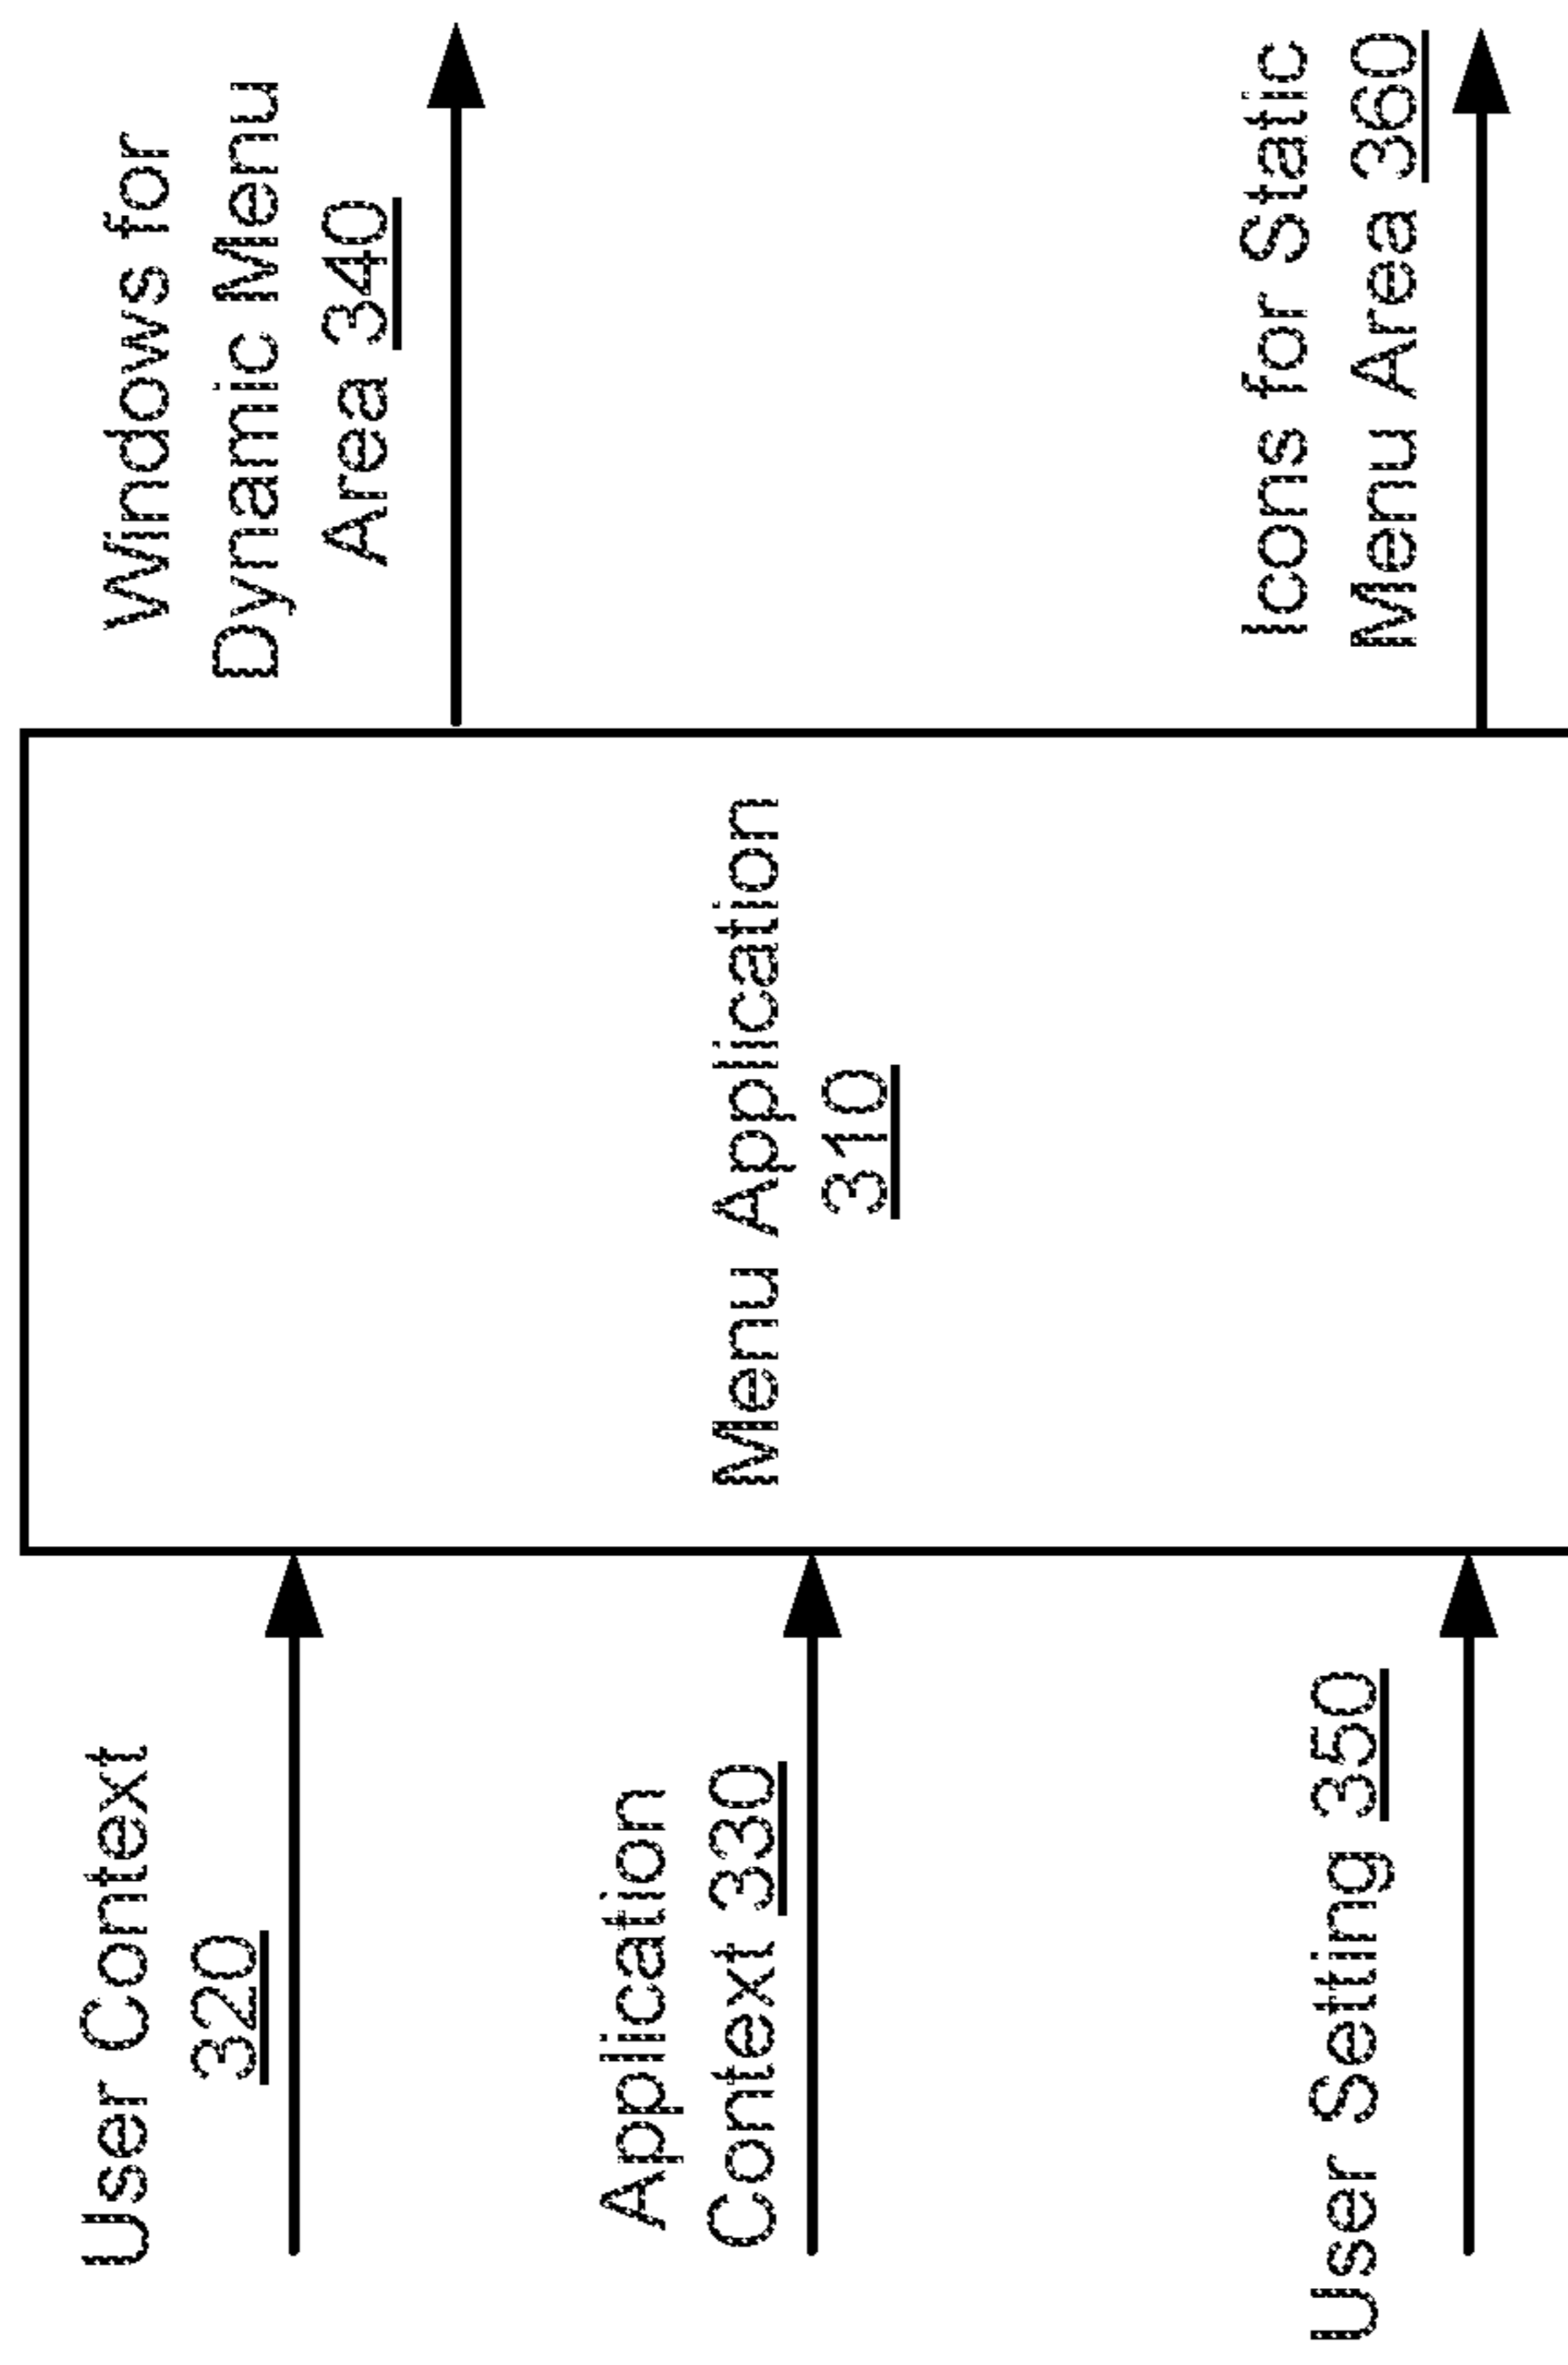 User Context
320
Application
Context 330
User Setting 350
Menu Application
310
Windows for
Dynamic Menu
Area 340
Icons for Static
Menu Area 360